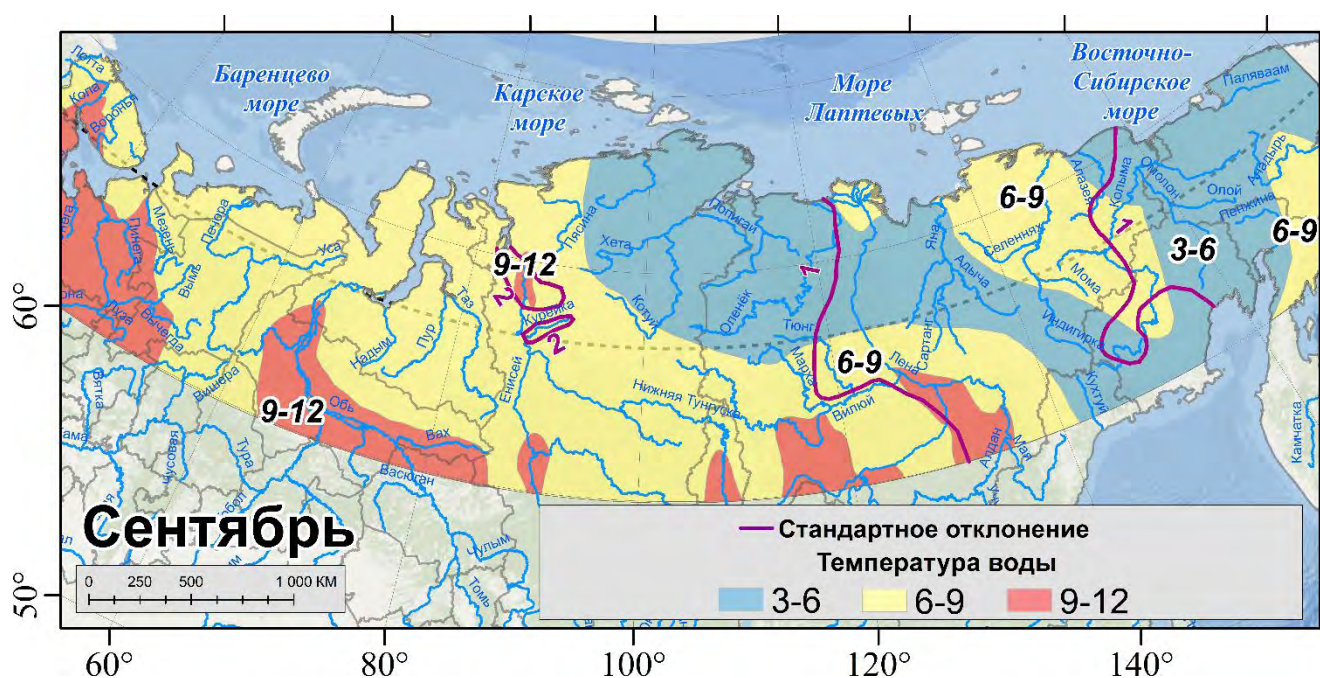 Баренцево
море
Карское
море
Море
Лаптевых
Восточно-
Сибирское
море
Лотта
Кола
Воронья
Паляваам
Анадырь
Омолон
Олой
Пенжина
Колыма
Алазея
6-9
3-6
6-9
1
Селеннях
Мома
Индигирка
Яна
Адыча
Попигай
Хета
Пясина
Оленёк
Котуй
1
Тюнг
Марха
6-9
Сартанг
Лена
Вилюй
Кухтуй
Алдан
Мая
Камчатка
9-12
2
Курейка
2
Пинега
Мезень
Печора
Уса
Вымь
Луза
Вычегда
Вишера
Вятка
Чусовая
Тура
Надым
Пур
Таз
Енисей
Нижняя Тунгуска
Обь
Вах
9-12
Васюган
Чулым
Томь
60°
50°
Сентябрь
0 250 500 1 000 КМ
Стандартное отклонение
Температура воды
3-6 6-9 9-12
60° 80° 100° 120° 140°